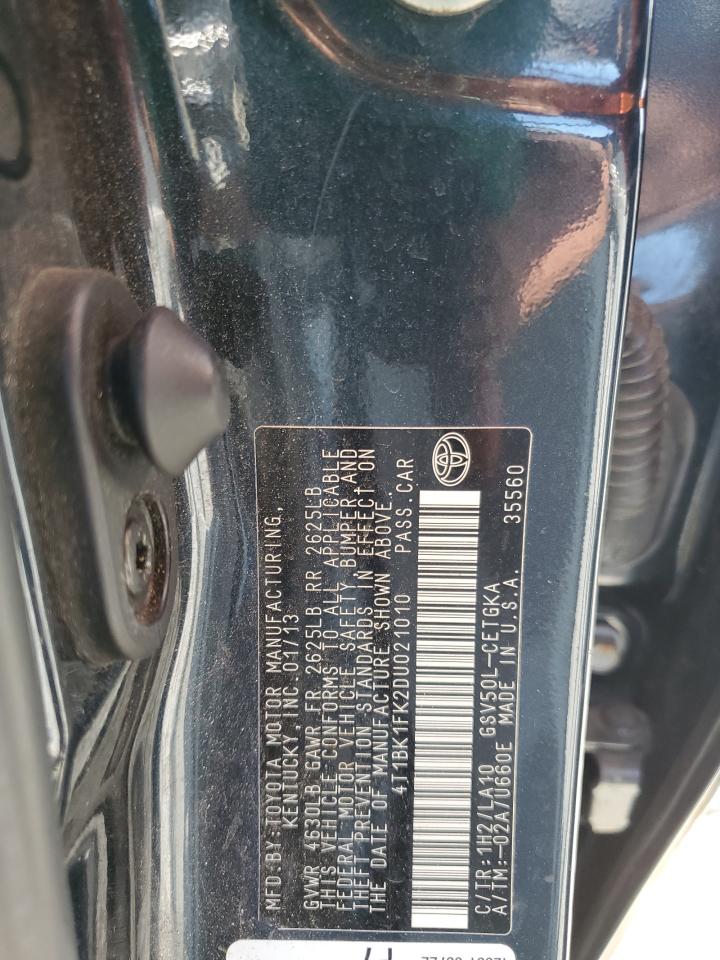 MFD.BY:TOYOTA MOTOR MANUFACTURING,
KENTUCKY INC.01/13
GVWR 4630LB GAWR FR 2625LB RR 2625LB
THIS VEHICLE CONFORMS TO ALL APPLICABLE
FEDERAL MOTOR VEHICLE SAFETY BUMPER AND
THEFT PREVENTION STANDARDS IN EFFECT ON
THE DATE OF MANUFACTURE SHOWN ABOVE.
4T1BK1FK2DU021010 PASS.CAR
C/TR:1H2/LA10 GSV50L-CETGKA
A/TM:-02A/U660E MADE IN U.S.A. 35560